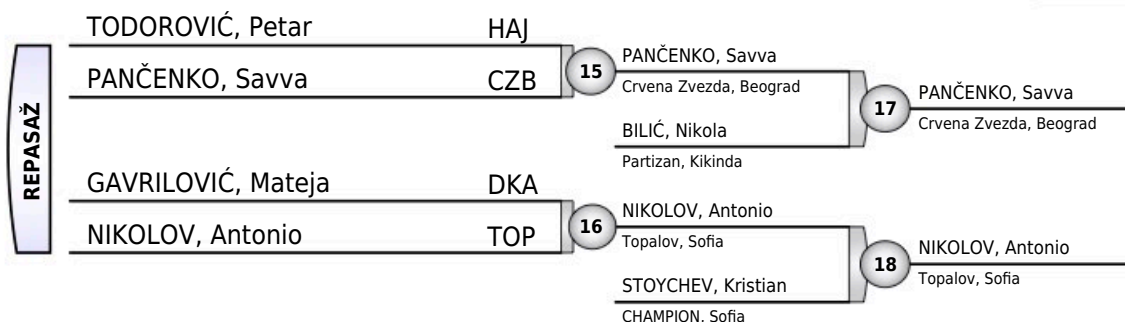 REPASAŽ
TODOROVIĆ, Petar HAJ
PANČENKO, Savva CZB
15
PANČENKO, Savva
Crvena Zvezda, Beograd
BILIĆ, Nikola
Partizan, Kikinda
17
PANČENKO, Savva
Crvena Zvezda, Beograd
GAVRILOVIĆ, Mateja DKA
NIKOLOV, Antonio TOP
16
NIKOLOV, Antonio
Topalov, Sofia
STOYCHEV, Kristian
CHAMPION, Sofia
18
NIKOLOV, Antonio
Topalov, Sofia